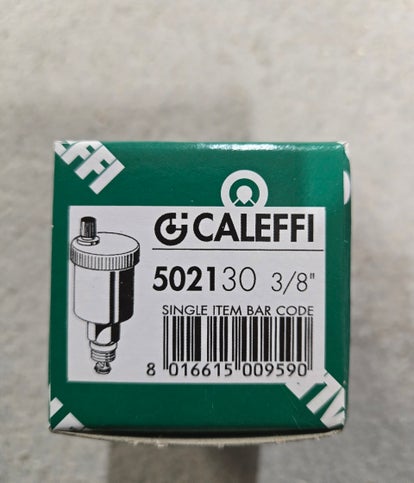 CALEFFI
502130 3/8"
SINGLE ITEM BAR CODE
8 016615 009590